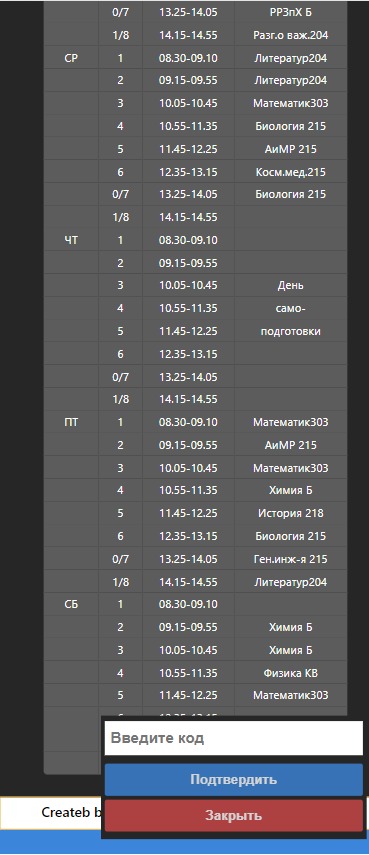 0/7 13.25-14.05 РРЗпХ Б
1/8 14.15-14.55 Разг.о важ.204
СР 1 08.30-09.10 Литератур204
2 09.15-09.55 Литератур204
3 10.05-10.45 Математик303
4 10.55-11.35 Биология 215
5 11.45-12.25 АиМР 215
6 12.35-13.15 Косм.мед.215
0/7 13.25-14.05 Биология 215
1/8 14.15-14.55
ЧТ 1 08.30-09.10
2 09.15-09.55
3 10.05-10.45 День
4 10.55-11.35 само-
5 11.45-12.25 подготовки
6 12.35-13.15
0/7 13.25-14.05
1/8 14.15-14.55
ПТ 1 08.30-09.10 Математик303
2 09.15-09.55 АиМР 215
3 10.05-10.45 Математик303
4 10.55-11.35 Химия Б
5 11.45-12.25 История 218
6 12.35-13.15 Биология 215
0/7 13.25-14.05 Ген.инж-я 215
1/8 14.15-14.55 Литератур204
СБ 1 08.30-09.10
2 09.15-09.55 Химия Б
3 10.05-10.45 Химия Б
4 10.55-11.35 Физика КВ
5 11.45-12.25 Математик303
Введите код
Подтвердить
Createb b
Закрыть